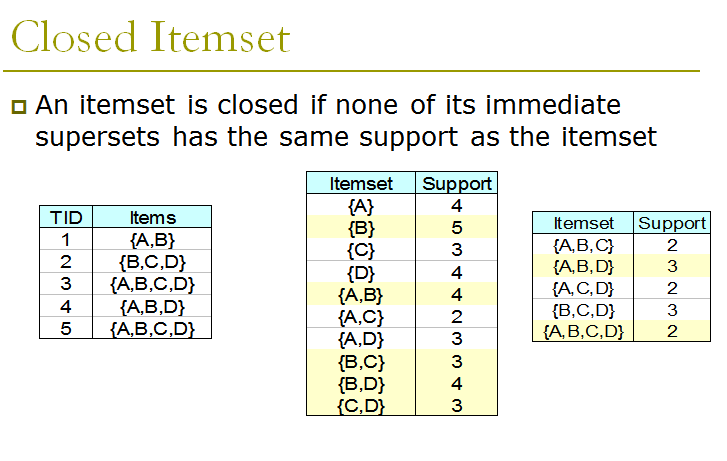 Closed Itemset
An itemset is closed if none of its immediate
supersets has the same support as the itemset
TID Items
1 {A,B}
2 {B,C,D}
3 {A,B,C,D}
4 {A,B,D}
5 {A,B,C,D}
Itemset Support
{A} 4
{B} 5
{C} 3
{D} 4
{A,B} 4
{A,C} 2
{A,D} 3
{B,C} 3
{B,D} 4
{C,D} 3
Itemset Support
{A,B,C} 2
{A,B,D} 3
{A,C,D} 2
{B,C,D} 3
{A,B,C,D} 2